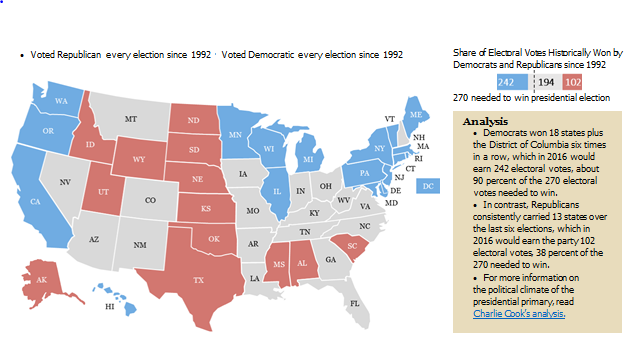 • Voted Republican every election since 1992 · Voted Democratic every election since 1992
Share of Electoral Votes Historically Won by
Democrats and Republicans since 1992
242 194 102
270 needed to win presidential election
Analysis
• Democrats won 18 states plus
the District of Columbia six times
in a row, which in 2016 would
earn 242 electoral votes, about
90 percent of the 270 electoral
votes needed to win.
• In contrast, Republicans
consistently carried 13 states over
the last six elections, which in
2016 would earn the party 102
electoral votes, 38 percent of the
270 needed to win.
• For more information on
the political climate of the
presidential primary, read
Charlie Cook's analysis.
WA
OR
CA
ID
NV
UT
AZ
MT
WY
CO
NM
ND
SD
NE
KS
OK
TX
MN
IA
MO
AR
LA
WI
IL
MS
MI
IN
KY
TN
AL
OH
WV
GA
FL
SC
NC
VA
PA
NY
VT
ME
NH
MA
RI
CT
NJ
DE
MD
DC
AK
HI